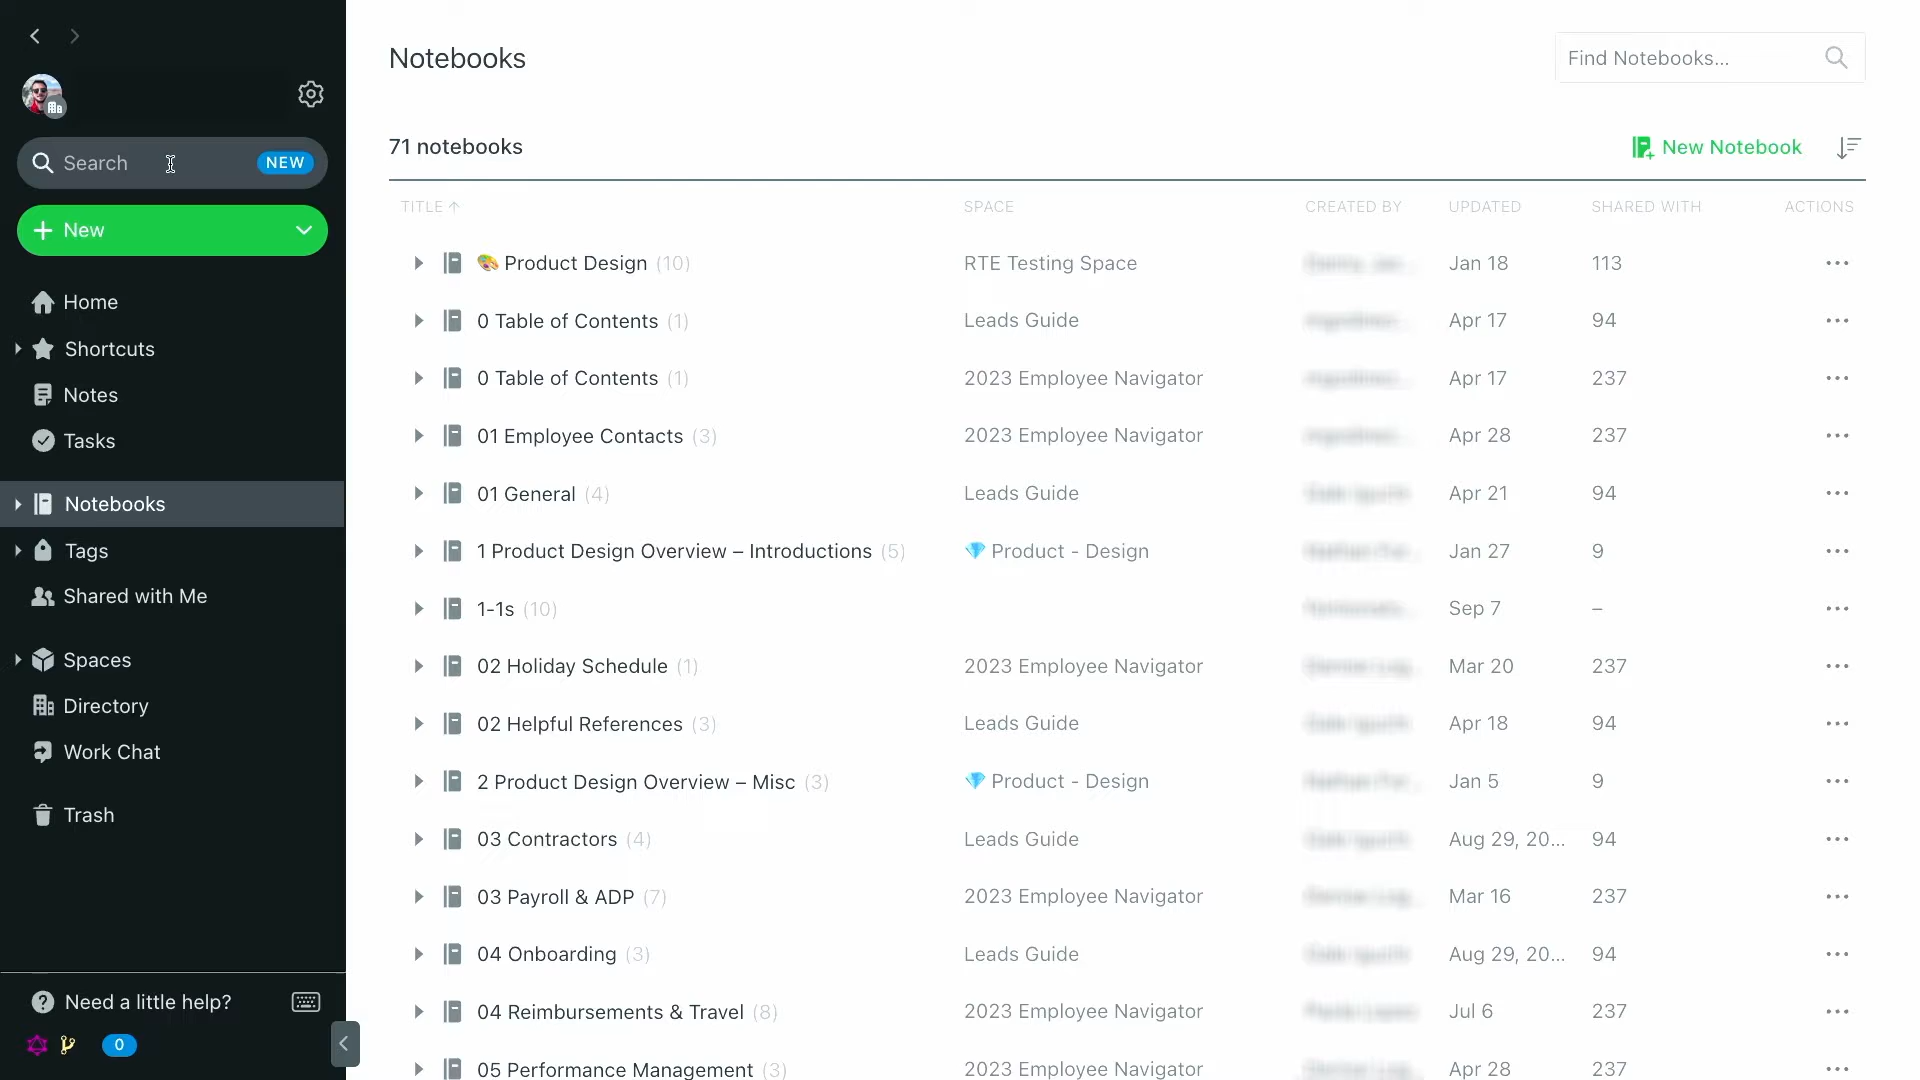 Notebooks
Find Notebooks...
Search
NEW
New
Home
Shortcuts
Notes
Tasks
Notebooks
Tags
Shared with Me
Spaces
Directory
Work Chat
Trash
Need a little help?
0
71 notebooks
New Notebook
TITLE SPACE CREATED BY UPDATED SHARED WITH ACTIONS
Product Design (10) RTE Testing Space Jan 18 113
0 Table of Contents (1) Leads Guide Apr 17 94
0 Table of Contents (1) 2023 Employee Navigator Apr 17 237
01 Employee Contacts (3) 2023 Employee Navigator Apr 28 237
01 General (4) Leads Guide Apr 21 94
1 Product Design Overview – Introductions (5) Product - Design Jan 27 9
1-1s (10) Sep 7 –
02 Holiday Schedule (1) 2023 Employee Navigator Mar 20 237
02 Helpful References (3) Leads Guide Apr 18 94
2 Product Design Overview – Misc (3) Product - Design Jan 5 9
03 Contractors (4) Leads Guide Aug 29, 20... 94
03 Payroll & ADP (7) 2023 Employee Navigator Mar 16 237
04 Onboarding (3) Leads Guide Aug 29, 20... 94
04 Reimbursements & Travel (8) 2023 Employee Navigator Jul 6 237
05 Performance Management (3) 2023 Employee Navigator Apr 28 237